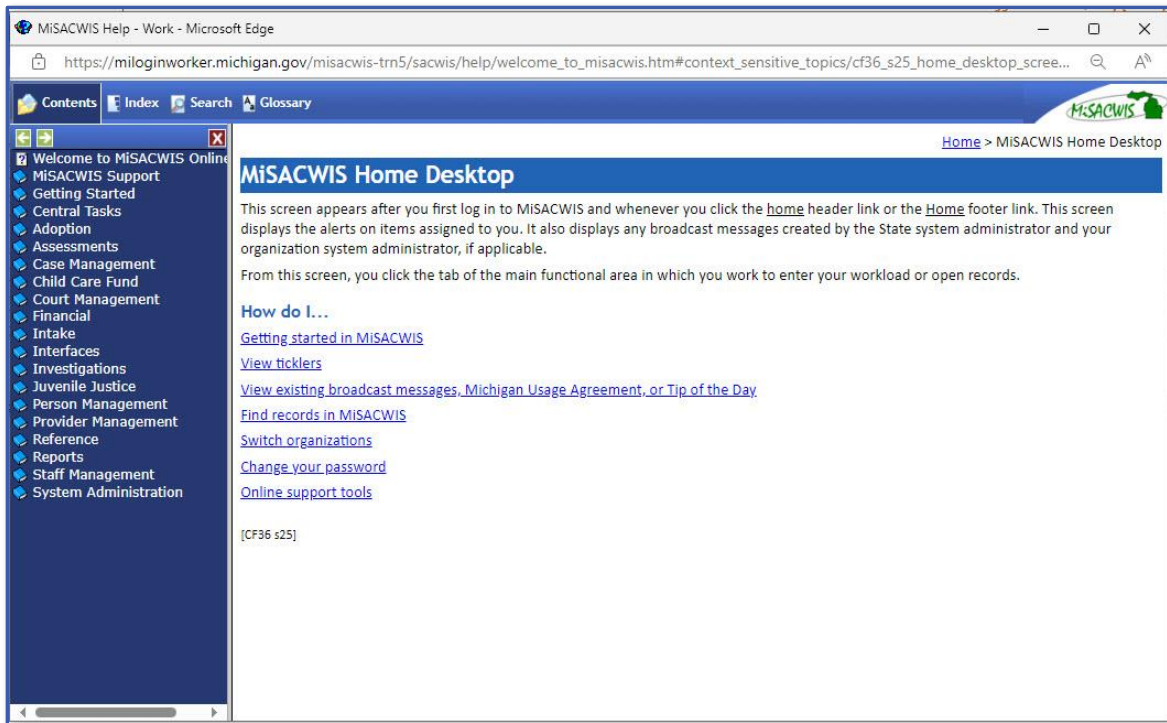 MiSACWIS Help - Work - Microsoft Edge
https://miloginworker.michigan.gov/misacwis-trn5/sacwis/help/welcome_to_misacwis.htm#context_sensitive_topics/cf36_s25_home_desktop_scree...
Contents Index Search Glossary
MiSACWIS
Home > MiSACWIS Home Desktop
Welcome to MiSACWIS Online
MiSACWIS Support
Getting Started
Central Tasks
Adoption
Assessments
Case Management
Child Care Fund
Court Management
Financial
Intake
Interfaces
Investigations
Juvenile Justice
Person Management
Provider Management
Reference
Reports
Staff Management
System Administration
MiSACWIS Home Desktop
This screen appears after you first log in to MiSACWIS and whenever you click the home header link or the Home footer link. This screen
displays the alerts on items assigned to you. It also displays any broadcast messages created by the State system administrator and your
organization system administrator, if applicable.
From this screen, you click the tab of the main functional area in which you work to enter your workload or open records.
How do I...
Getting started in MiSACWIS
View ticklers
View existing broadcast messages, Michigan Usage Agreement, or Tip of the Day
Find records in MiSACWIS
Switch organizations
Change your password
Online support tools
[CF36 s25]